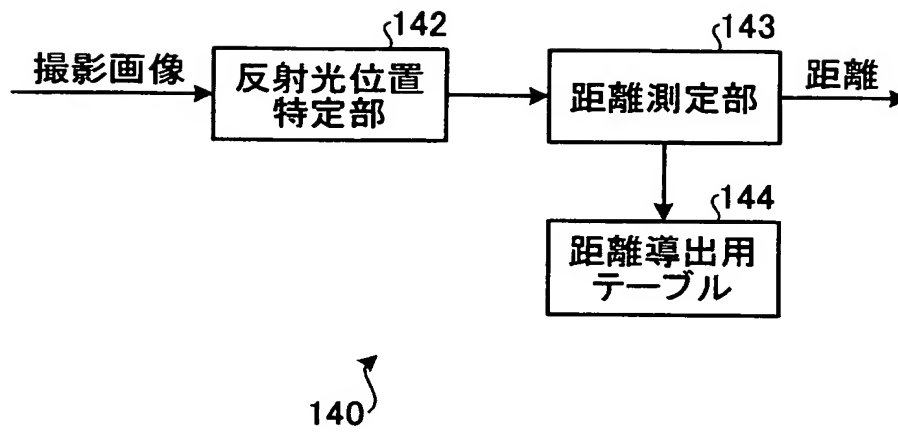 142
143
撮影画像
反射光位置
特定部
距離測定部
距離
144
距離導出用
テーブル
140